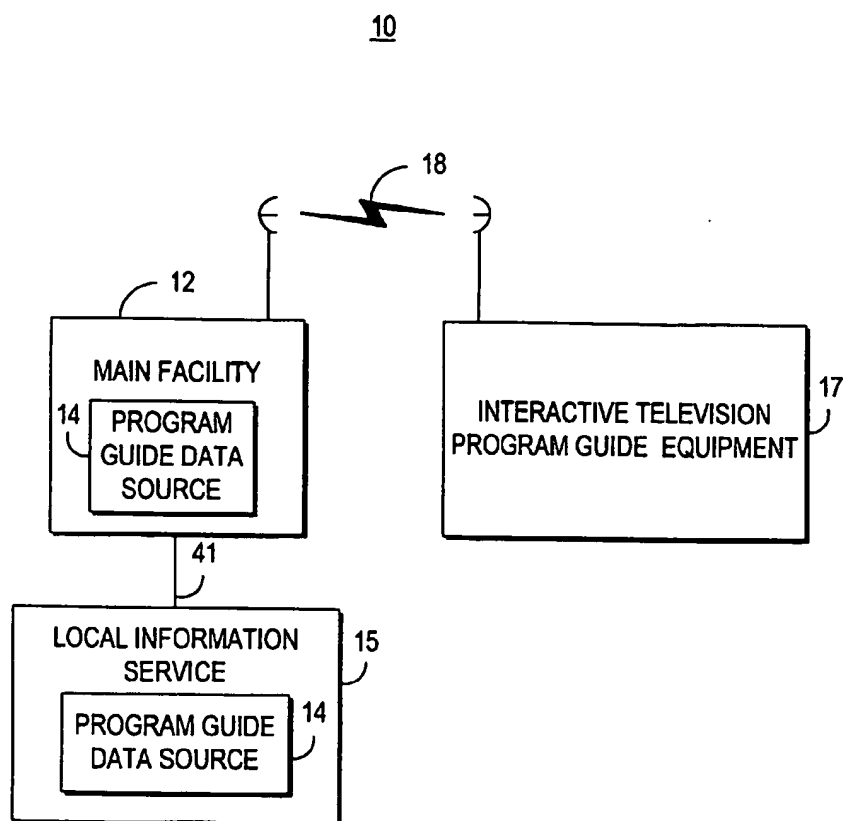 10
18
12
MAIN FACILITY
14
PROGRAM
GUIDE DATA
SOURCE
INTERACTIVE TELEVISION
PROGRAM GUIDE EQUIPMENT
17
41
LOCAL INFORMATION
SERVICE
15
PROGRAM GUIDE
DATA SOURCE
14